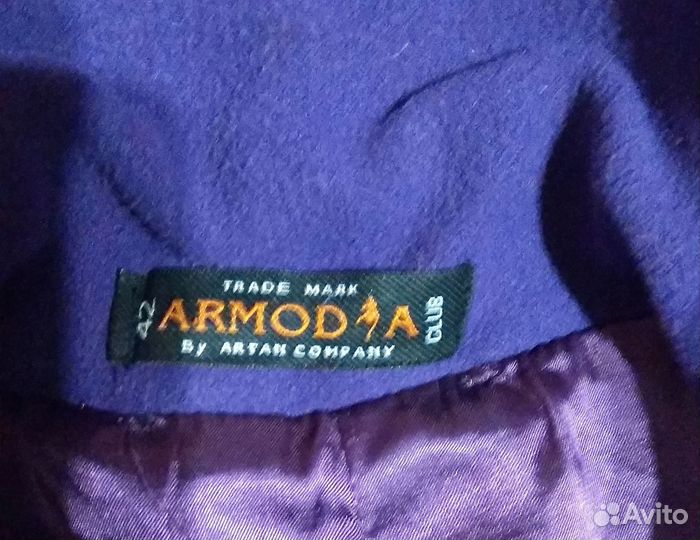 TRADE MARK
42
ARMODIA
CLUB
By ARTAN COMPANY
Avito